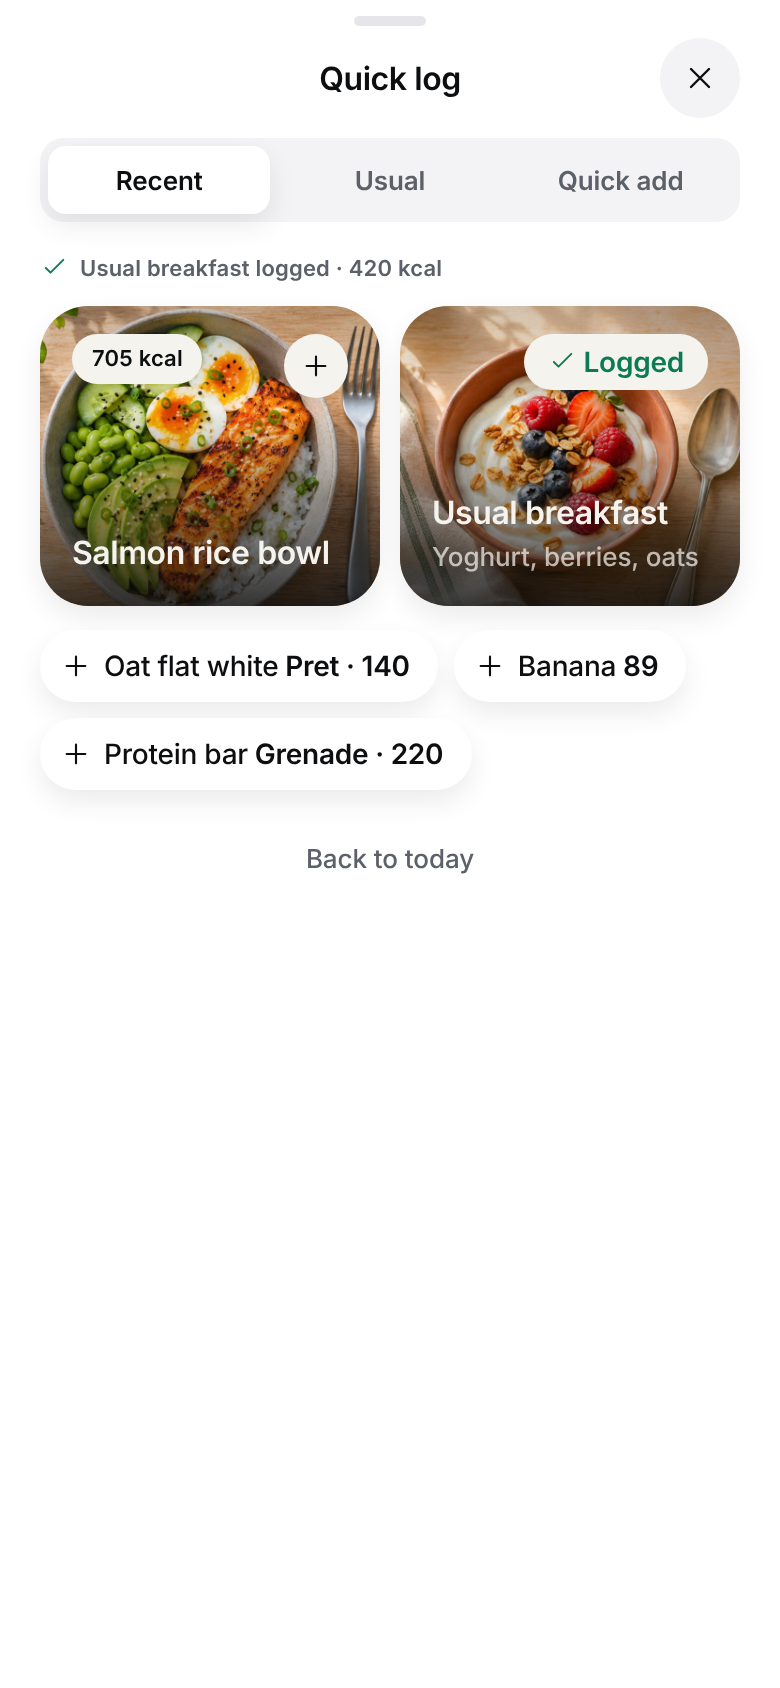 Quick log
Recent
Usual
Quick add
Usual breakfast logged · 420 kcal
705 kcal
Salmon rice bowl
Logged
Usual breakfast
Yoghurt, berries, oats
Oat flat white Pret · 140
Banana 89
Protein bar Grenade · 220
Back to today